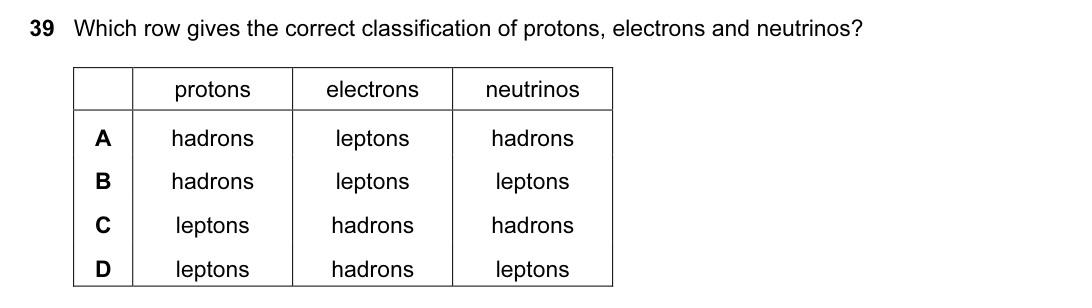 39 Which row gives the correct classification of protons, electrons and neutrinos?
protons electrons neutrinos
A hadrons leptons hadrons
B hadrons leptons leptons
C leptons hadrons hadrons
D leptons hadrons leptons